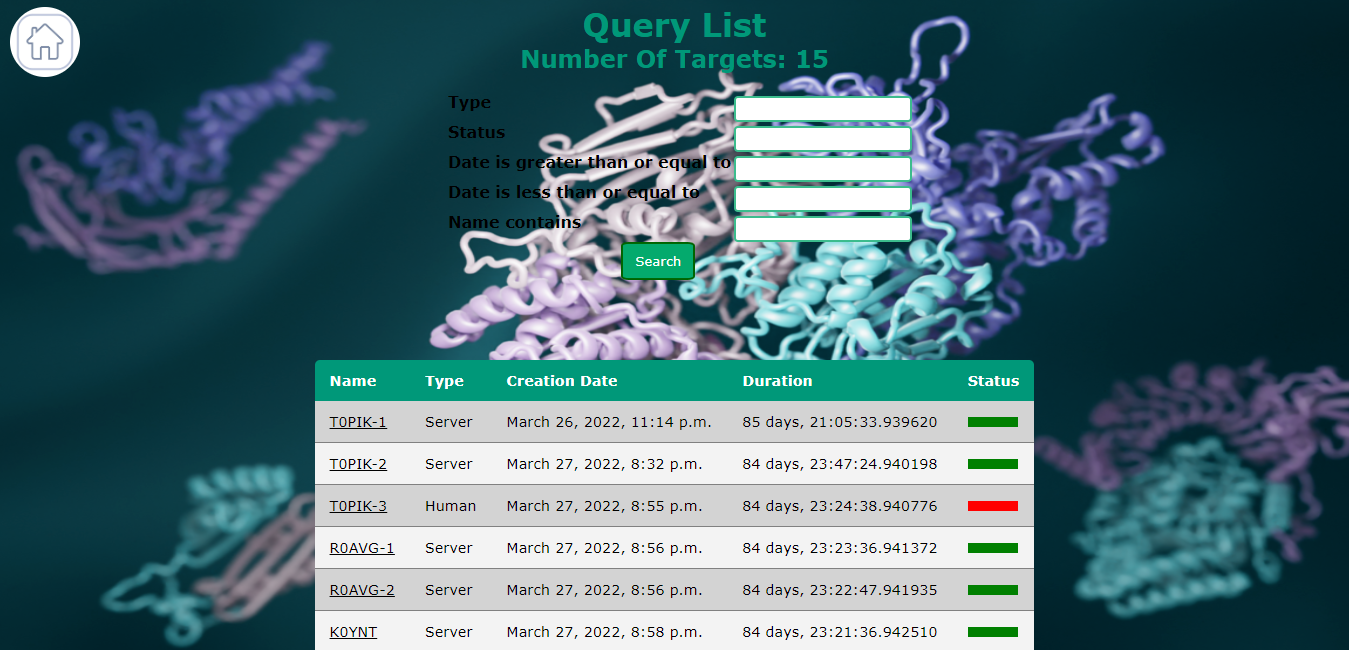 Query List
Number Of Targets: 15
Type
Status
Date is greater than or equal to
Date is less than or equal to
Name contains
Search
Name Type Creation Date Duration Status
T0PIK-1 Server March 26, 2022, 11:14 p.m. 85 days, 21:05:33.939620
T0PIK-2 Server March 27, 2022, 8:32 p.m. 84 days, 23:47:24.940198
T0PIK-3 Human March 27, 2022, 8:55 p.m. 84 days, 23:24:38.940776
R0AVG-1 Server March 27, 2022, 8:56 p.m. 84 days, 23:23:36.941372
R0AVG-2 Server March 27, 2022, 8:56 p.m. 84 days, 23:22:47.941935
K0YNT Server March 27, 2022, 8:58 p.m. 84 days, 23:21:36.942510